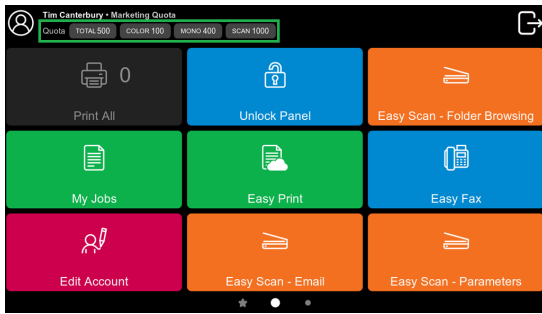 Tim Canterbury • Marketing Quota
Quota TOTAL 500 COLOR 100 MONO 400 SCAN 1000
0
Print All
Unlock Panel
Easy Scan - Folder Browsing
My Jobs
Easy Print
Easy Fax
Edit Account
Easy Scan - Email
Easy Scan - Parameters